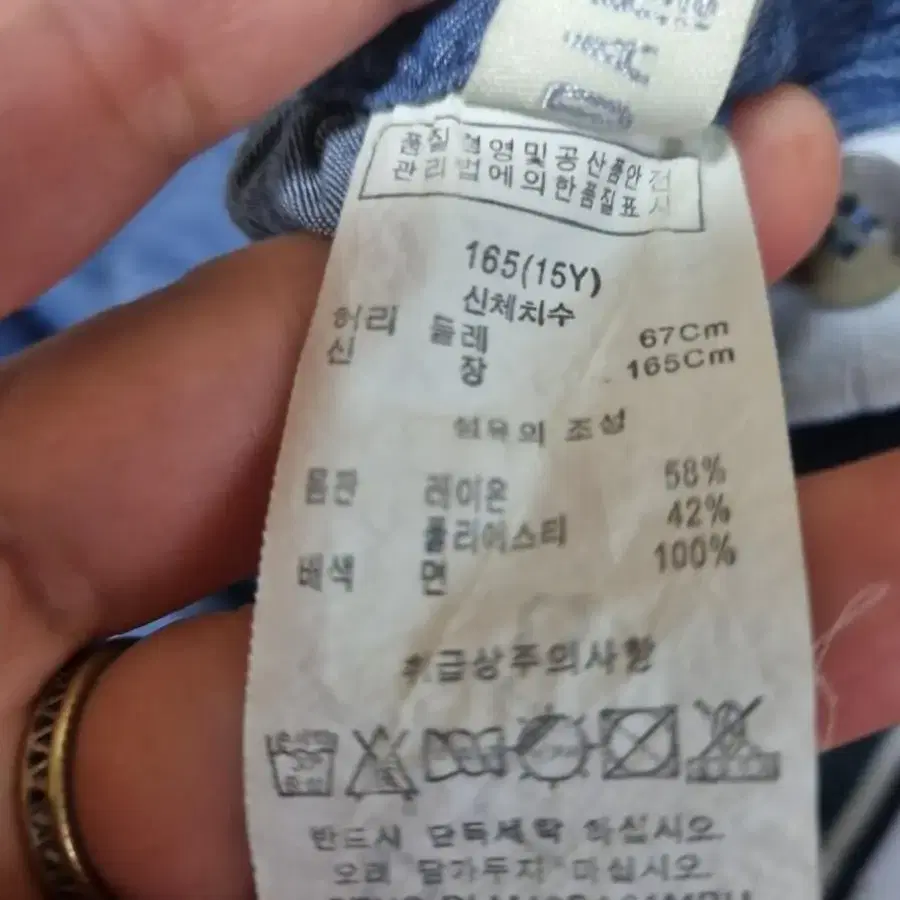 품질경영및공산품안전
관리법에의한품질표시
165(15Y)
신체치수
허리 둘레 67Cm
신 장 165Cm
섬유의 조성
몸판 레이온 58%
폴리에스티 42%
배색 면 100%
취급상주의사항
반드시 단독세탁 하십시오.
오래 담가두지 마십시오.